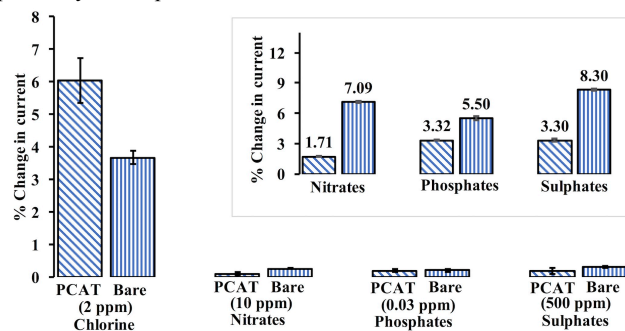 % Change in current
8
7
6
5
4
3
2
1
0
PCAT Bare
(2 ppm)
Chlorine
PCAT Bare
(10 ppm)
Nitrates
PCAT Bare
(0.03 ppm)
Phosphates
PCAT Bare
(500 ppm)
Sulphates
% Change in current
12
9
6
3
0
1.71
7.09
3.32
5.50
3.30
8.30
Nitrates
Phosphates
Sulphates